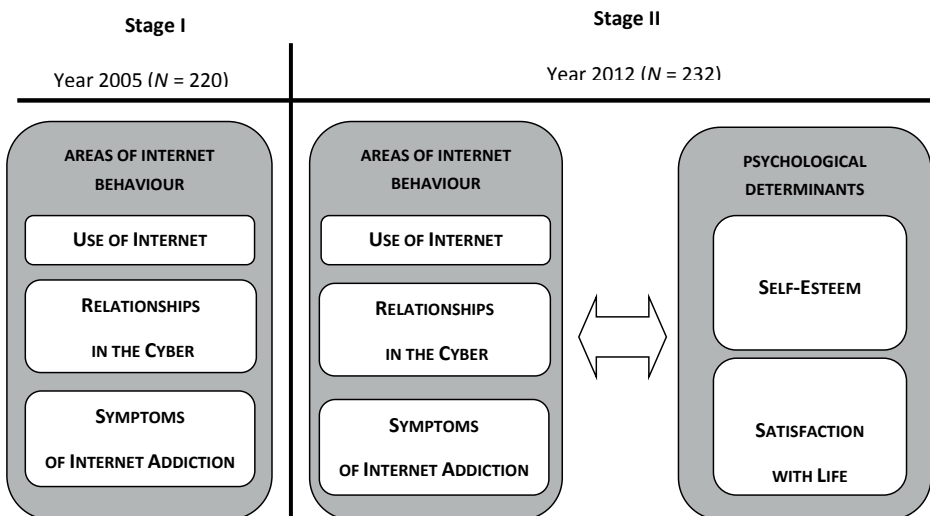 Stage I
Stage II
Year 2005 (N = 220)
Year 2012 (N = 232)
AREAS OF INTERNET
BEHAVIOUR
USE OF INTERNET
RELATIONSHIPS
IN THE CYBER
SYMPTOMS
OF INTERNET ADDICTION
AREAS OF INTERNET
BEHAVIOUR
USE OF INTERNET
RELATIONSHIPS
IN THE CYBER
SYMPTOMS
OF INTERNET ADDICTION
PSYCHOLOGICAL
DETERMINANTS
SELF-ESTEEM
SATISFACTION
WITH LIFE